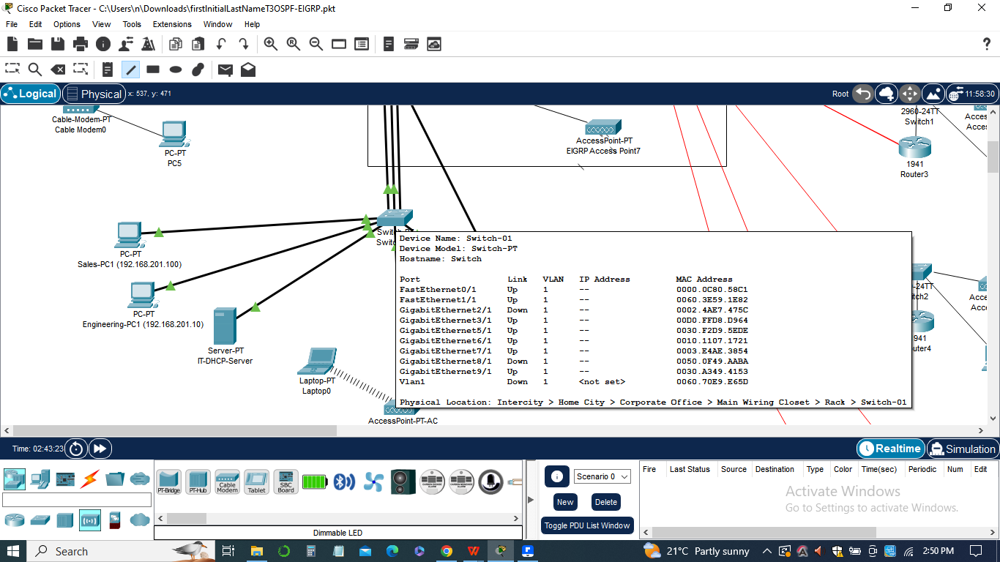 Cisco Packet Tracer - C:\Users\n\Downloads\firstInitialLastNameT3OSPF-EIGRP.pkt
File Edit Options View Tools Extensions Window Help
?
Logical Physical x: 537, y: 471 Root 11:58:30
Cable-Modem-PT
Cable Modem0
PC-PT
PC5
AccessPoint-PT
EIGRP Access Point7
2960-24TT
Switch1
1941
Router3
PC-PT
Sales-PC1 (192.168.201.100)
PC-PT
Engineering-PC1 (192.168.201.10)
Server-PT
IT-DHCP-Server
Laptop-PT
Laptop0
AccessPoint-PT-AC
Device Name: Switch-01
Device Model: Switch-PT
Hostname: Switch
Port Link VLAN IP Address MAC Address
FastEthernet0/1 Up 1 -- 0000.0C80.58C1
FastEthernet1/1 Up 1 -- 0060.3E59.1E82
GigabitEthernet2/1 Down 1 -- 0002.4AE7.475C
GigabitEthernet3/1 Up 1 -- 00D0.FFD8.D964
GigabitEthernet5/1 Up 1 -- 0030.F2D9.5EDE
GigabitEthernet6/1 Up 1 -- 0010.1107.1721
GigabitEthernet7/1 Up 1 -- 0003.E4AE.3854
GigabitEthernet8/1 Down 1 -- 0050.0F49.AABA
GigabitEthernet9/1 Up 1 -- 0030.A349.4153
Vlan1 Down 1 <not set> 0060.70E9.E65D
Physical Location: Intercity > Home City > Corporate Office > Main Wiring Closet > Rack > Switch-01
Time: 02:43:23 Realtime Simulation
PT-Bridge PT-Hub Cable Modem Tablet SBC Board
Dimmable LED
Scenario 0
New Delete
Toggle PDU List Window
Fire Last Status Source Destination Type Color Time(sec) Periodic Num Edit
Activate Windows
Go to Settings to activate Windows.
Search
21°C Partly sunny 2:50 PM